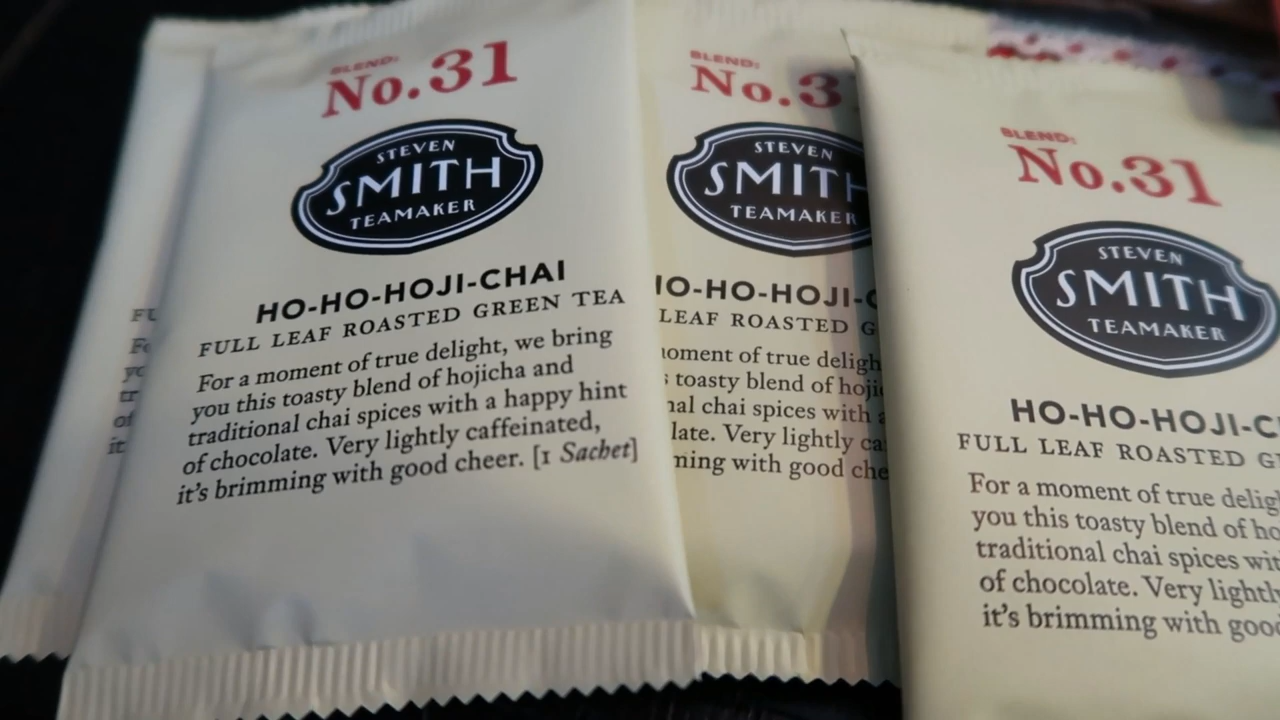 BLEND:
No.31
STEVEN
SMITH
TEAMAKER
HO-HO-HOJI-CHAI
FULL LEAF ROASTED GREEN TEA
For a moment of true delight, we bring
you this toasty blend of hojicha and
traditional chai spices with a happy hint
of chocolate. Very lightly caffeinated,
it's brimming with good cheer. [1 Sachet]
BLEND:
No.3
STEVEN
SMITH
TEAMAKER
HO-HO-HOJI-C
LEAF ROASTED G
moment of true deligh
toasty blend of hoji
nal chai spices with a
late. Very lightly ca
ming with good che
BLEND:
No.31
STEVEN
SMITH
TEAMAKER
HO-HO-HOJI-C
FULL LEAF ROASTED G
For a moment of true delig
you this toasty blend of ho
traditional chai spices wit
of chocolate. Very lightly
it's brimming with good